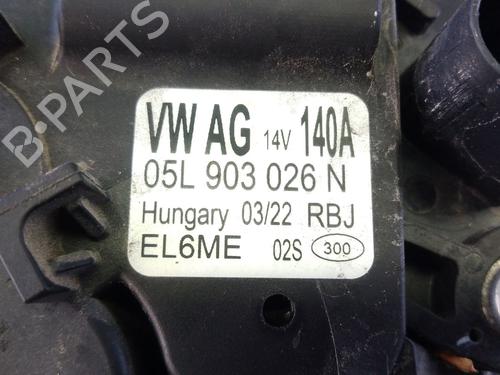 B-PARTS
VW AG 14V 140A
05L 903 026 N
Hungary 03/22 RBJ
EL6ME 02S 300